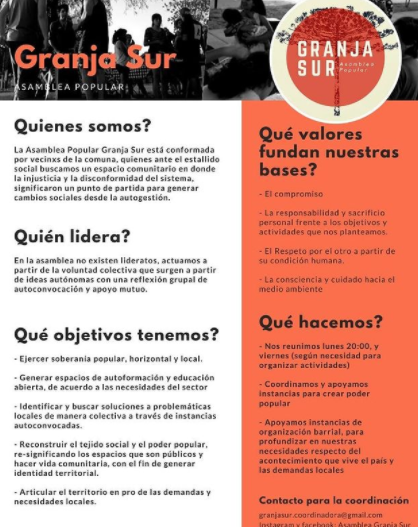 Granja Sur
ASAMBLEA POPULAR
GRANJA
SUR
Asamblea
Popular
Quienes somos?
La Asamblea Popular Granja Sur está conformada
por vecinxs de la comuna, quienes ante el estallido
social buscamos un espacio comunitario en donde
la injusticia y la disconformidad del sistema,
significaron un punto de partida para generar
cambios sociales desde la autogestión.
Quién lidera?
En la asamblea no existen lideratos, actuamos a
partir de la voluntad colectiva que surgen a partir
de ideas autónomas con una reflexión grupal de
autoconvocación y apoyo mutuo.
Qué objetivos tenemos?
- Ejercer soberanía popular, horizontal y local.
- Generar espacios de autoformación y educación
abierta, de acuerdo a las necesidades del sector
- Identificar y buscar soluciones a problemáticas
locales de manera colectiva a través de instancias
autoconvocadas.
- Reconstruir el tejido social y el poder popular,
re-significando los espacios que son públicos y
hacer vida comunitaria, con el fin de generar
identidad territorial.
- Articular el territorio en pro de las demandas y
necesidades locales.
Qué valores
fundan nuestras
bases?
- El compromiso
- La responsabilidad y sacrificio
personal frente a los objetivos y
actividades que nos planteamos.
- El Respeto por el otro a partir de
su condición humana.
- La consciencia y cuidado hacia el
medio ambiente
Qué hacemos?
- Nos reunimos lunes 20:00, y
viernes (según necesidad para
organizar actividades)
- Coordinamos y apoyamos
instancias para crear poder
popular
- Apoyamos instancias de
organización barrial, para
profundizar en nuestras
necesidades respecto del
acontecimiento que vive el país y
las demandas locales
Contacto para la coordinación
granjasur.coordinadora@gmail.com
Instagram y facebook: Asamblea Granja Sur